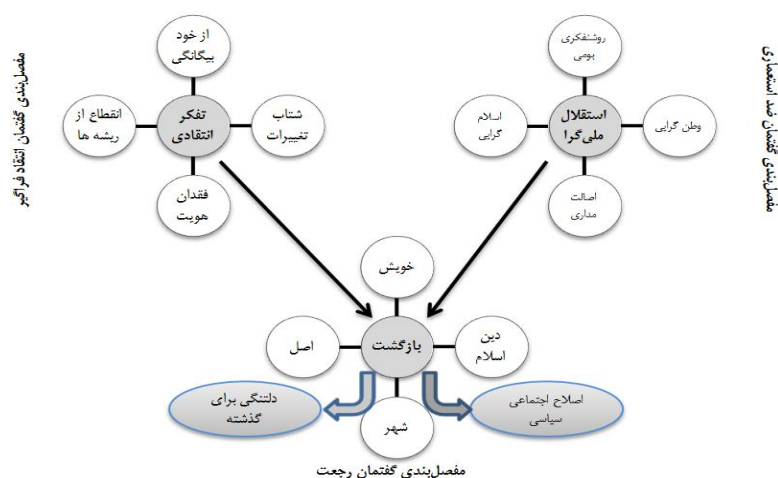 مفصل‌بندی گفتمان ضد استعماری
روشنفکری
بومی
اسلام
گرایی
استقلال
ملی‌گرا
وطن گرایی
اصالت
مداری
مفصل‌بندی گفتمان انتقاد فراگیر
از خود
بیگانگی
شتاب
تغییرات
تفکر
انتقادی
انقطاع از
ریشه ها
فقدان
هویت
خویش
دین
اسلام
بازگشت
اصل
شهر
اصلاح اجتماعی
سیاسی
دلتنگی برای
گذشته
مفصل‌بندی گفتمان رجعت